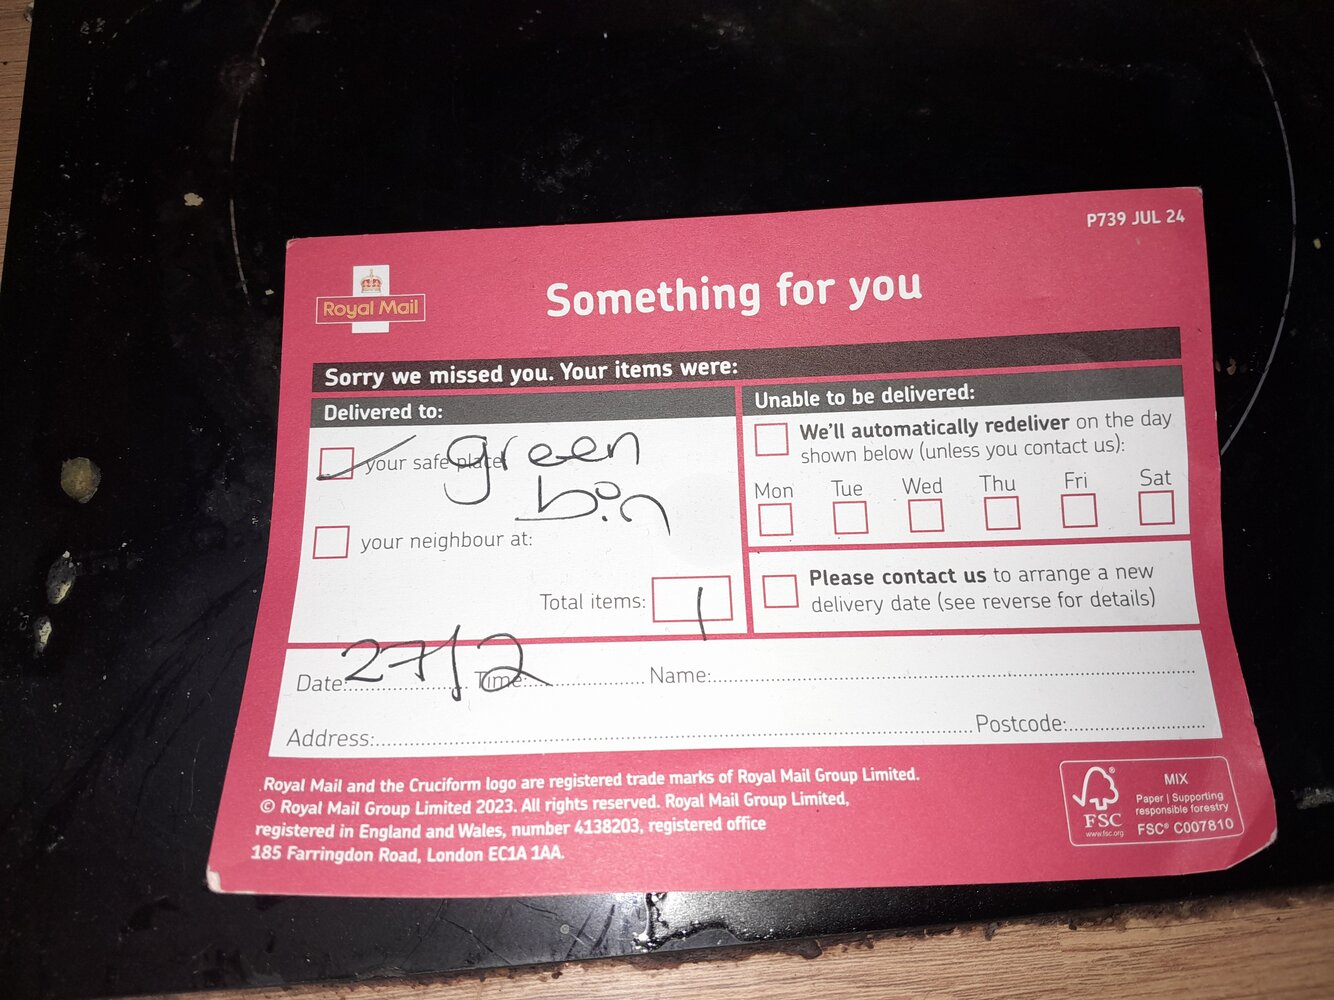 P739 JUL 24
Royal Mail
Something for you
Sorry we missed you. Your items were:
Delivered to:
your safe place
green
bin
your neighbour at:
Total items: 1
Unable to be delivered:
We'll automatically redeliver on the day
shown below (unless you contact us):
Mon Tue Wed Thu Fri Sat
Please contact us to arrange a new
delivery date (see reverse for details)
Date: 27/2 Time: Name:
Address: Postcode:
Royal Mail and the Cruciform logo are registered trade marks of Royal Mail Group Limited.
© Royal Mail Group Limited 2023. All rights reserved. Royal Mail Group Limited,
registered in England and Wales, number 4138203, registered office
185 Farringdon Road, London EC1A 1AA.
FSC
www.fsc.org
MIX
Paper | Supporting
responsible forestry
FSC® C007810